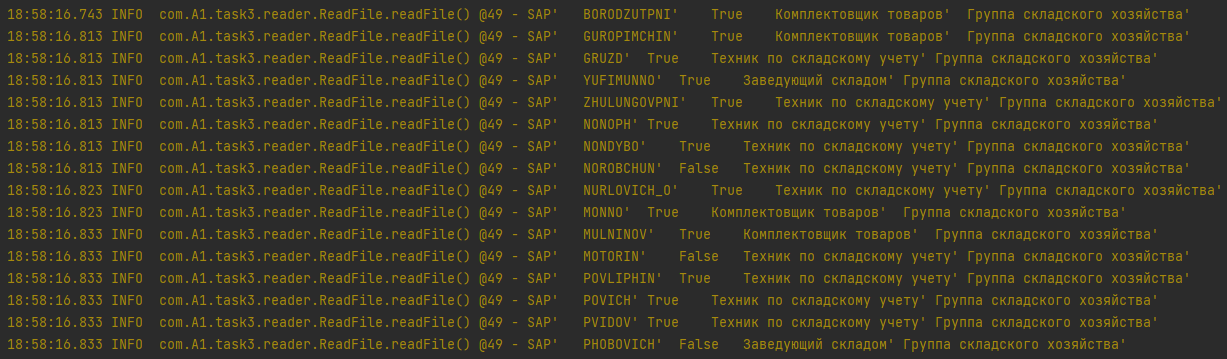 18:58:16.743 INFO  com.A1.task3.reader.ReadFile.readFile() @49 - SAP'   BORODZUTPNI'    True    Комплектовщик товаров'  Группа складского хозяйства'
18:58:16.813 INFO  com.A1.task3.reader.ReadFile.readFile() @49 - SAP'   GUROPIMCHIN'    True    Комплектовщик товаров'  Группа складского хозяйства'
18:58:16.813 INFO  com.A1.task3.reader.ReadFile.readFile() @49 - SAP'   GRUZD'  True    Техник по складскому учету' Группа складского хозяйства'
18:58:16.813 INFO  com.A1.task3.reader.ReadFile.readFile() @49 - SAP'   YUFIMUNNO'  True    Заведующий складом' Группа складского хозяйства'
18:58:16.813 INFO  com.A1.task3.reader.ReadFile.readFile() @49 - SAP'   ZHULUNGOVPNI'   True    Техник по складскому учету' Группа складского хозяйства'
18:58:16.813 INFO  com.A1.task3.reader.ReadFile.readFile() @49 - SAP'   NONOPH' True    Техник по складскому учету' Группа складского хозяйства'
18:58:16.813 INFO  com.A1.task3.reader.ReadFile.readFile() @49 - SAP'   NONDYBO'    True    Техник по складскому учету' Группа складского хозяйства'
18:58:16.813 INFO  com.A1.task3.reader.ReadFile.readFile() @49 - SAP'   NOROBCHUN'  False   Техник по складскому учету' Группа складского хозяйства'
18:58:16.823 INFO  com.A1.task3.reader.ReadFile.readFile() @49 - SAP'   NURLOVICH_O'    True    Техник по складскому учету' Группа складского хозяйства'
18:58:16.823 INFO  com.A1.task3.reader.ReadFile.readFile() @49 - SAP'   MONNO'  True    Комплектовщик товаров'  Группа складского хозяйства'
18:58:16.833 INFO  com.A1.task3.reader.ReadFile.readFile() @49 - SAP'   MULNINOV'   True    Комплектовщик товаров'  Группа складского хозяйства'
18:58:16.833 INFO  com.A1.task3.reader.ReadFile.readFile() @49 - SAP'   MOTORIN'    False   Техник по складскому учету' Группа складского хозяйства'
18:58:16.833 INFO  com.A1.task3.reader.ReadFile.readFile() @49 - SAP'   POVLIPHIN'  True    Техник по складскому учету' Группа складского хозяйства'
18:58:16.833 INFO  com.A1.task3.reader.ReadFile.readFile() @49 - SAP'   POVICH' True    Техник по складскому учету' Группа складского хозяйства'
18:58:16.833 INFO  com.A1.task3.reader.ReadFile.readFile() @49 - SAP'   PVIDOV' True    Техник по складскому учету' Группа складского хозяйства'
18:58:16.833 INFO  com.A1.task3.reader.ReadFile.readFile() @49 - SAP'   PHOBOVICH'  False   Заведующий складом' Группа складского хозяйства'